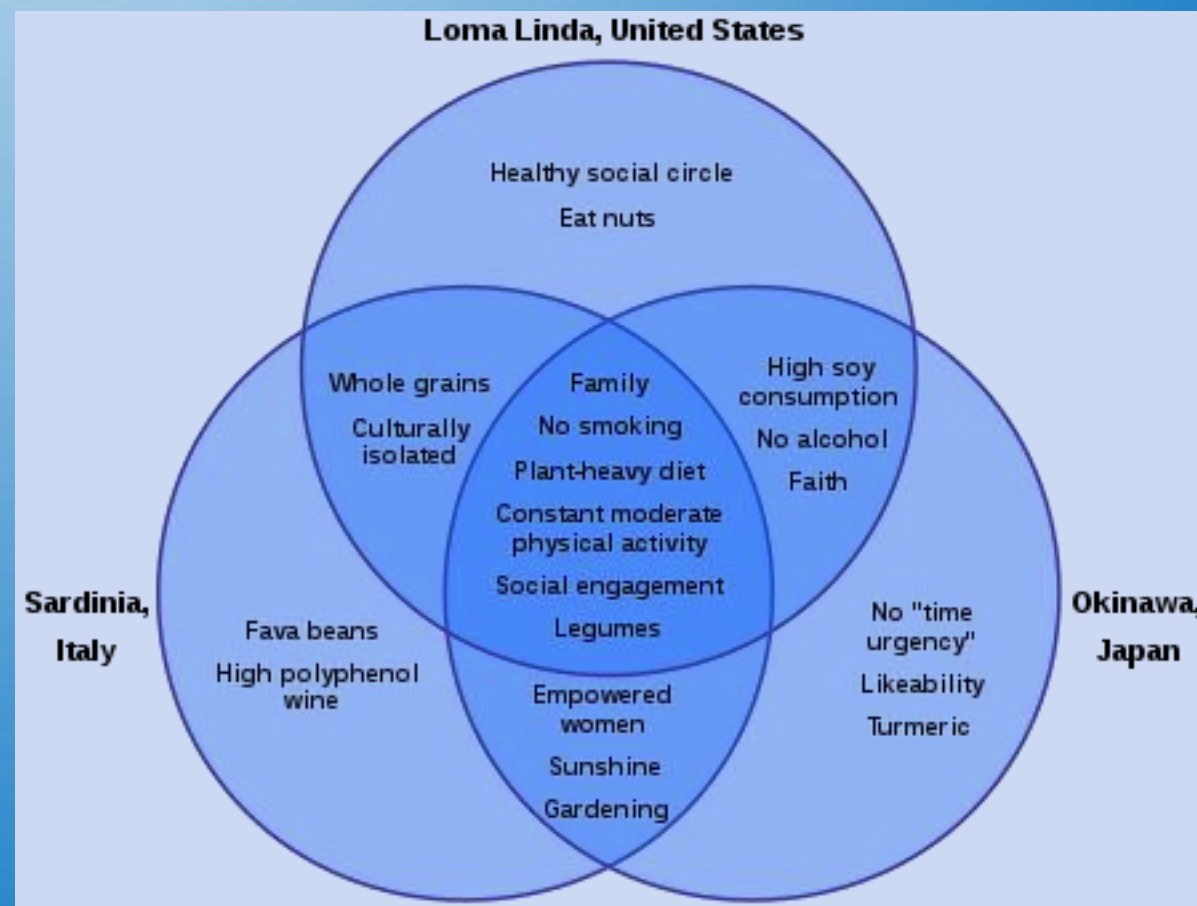 Loma Linda, United States
Healthy social circle
Eat nuts
Whole grains
Culturally
isolated
Family
No smoking
Plant-heavy diet
Constant moderate
physical activity
Social engagement
Legumes
High soy
consumption
No alcohol
Faith
Sardinia,
Italy
Fava beans
High polyphenol
wine
Empowered
women
Sunshine
Gardening
No "time
urgency"
Likeability
Turmeric
Okinawa,
Japan